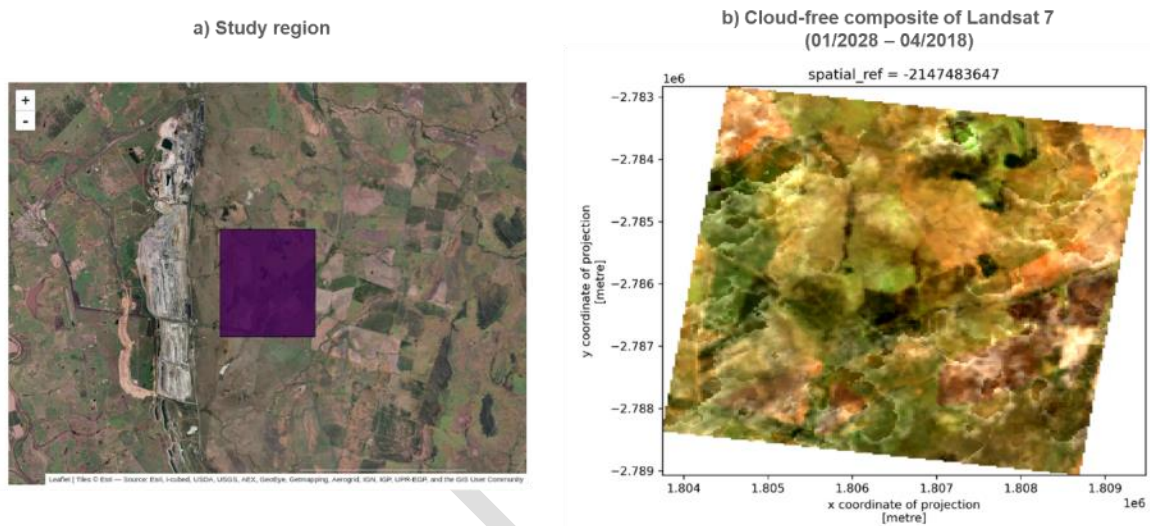 a) Study region
+
-
Leaflet | Tiles © Esri — Source: Esri, i-cubed, USDA, USGS, AEX, GeoEye, Getmapping, Aerogrid, IGN, IGP, UPR-EGP, and the GIS User Community
b) Cloud-free composite of Landsat 7
(01/2028 – 04/2018)
spatial_ref = -2147483647
1e6
−2.783
−2.784
−2.785
−2.786
−2.787
−2.788
−2.789
y coordinate of projection
[metre]
1.804
1.805
1.806
1.807
1.808
1.809
1e6
x coordinate of projection
[metre]